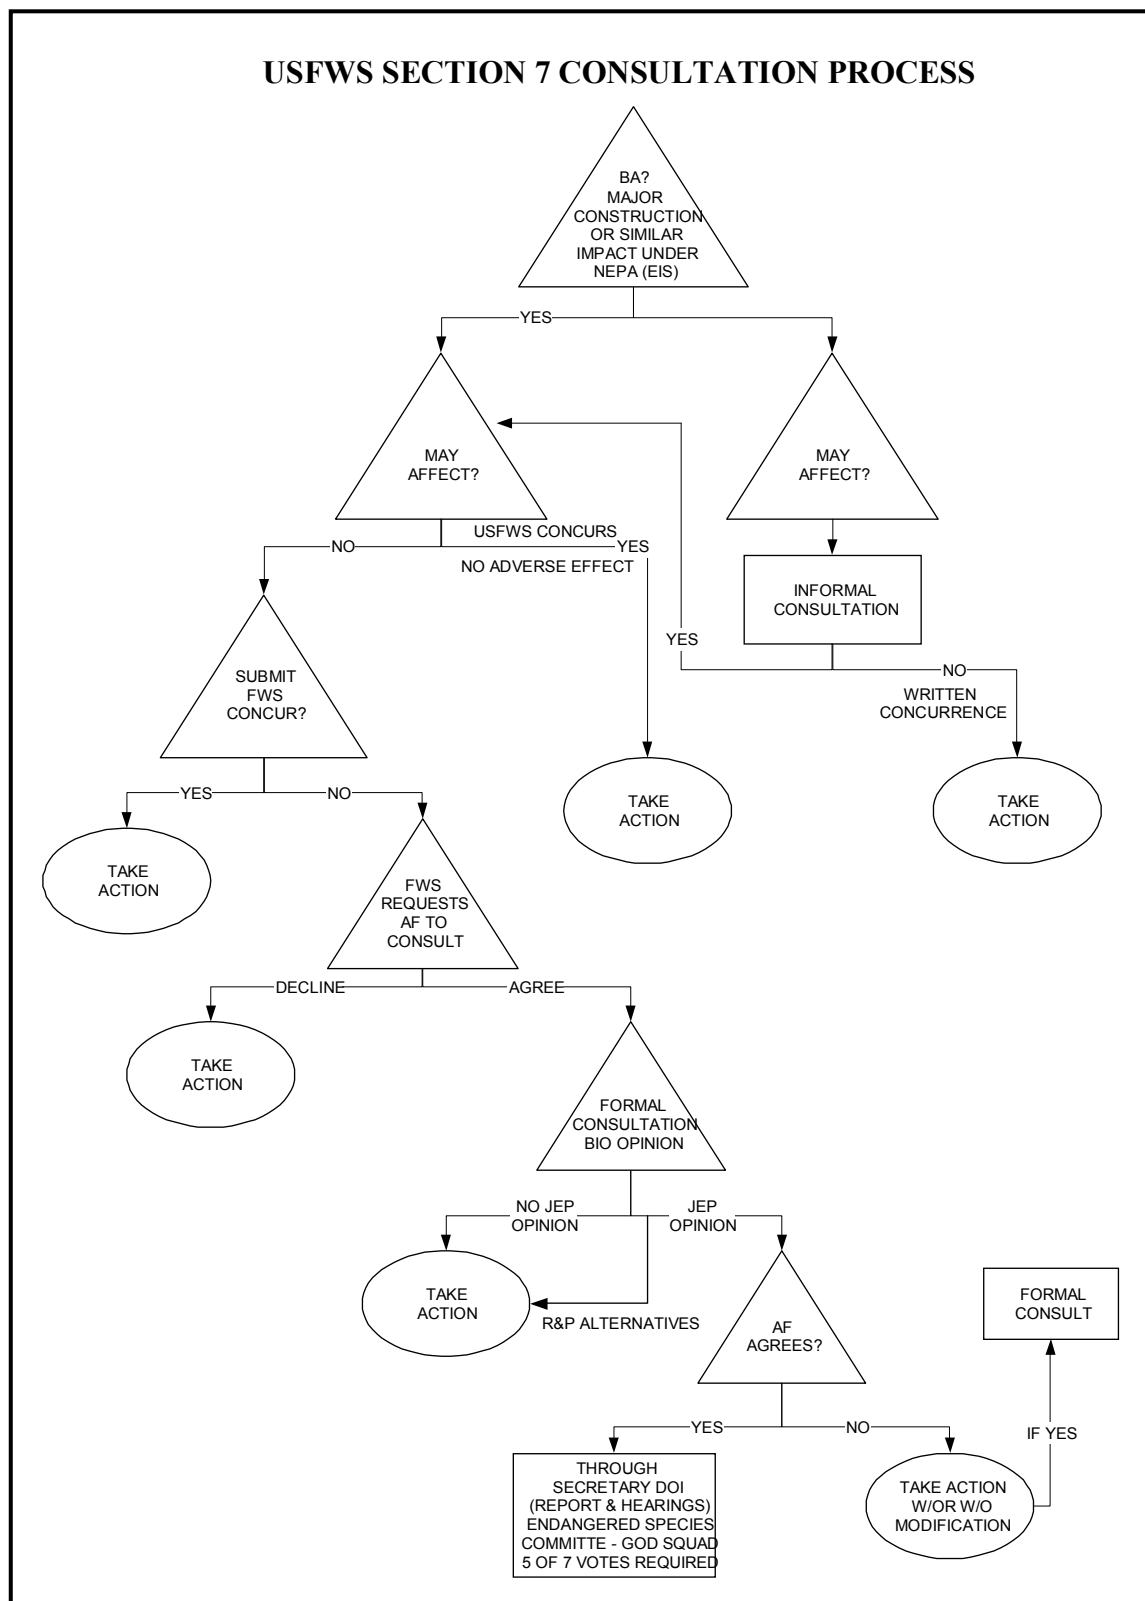 USFWS SECTION 7 CONSULTATION PROCESS
BA?
MAJOR
CONSTRUCTION
OR SIMILAR
IMPACT UNDER
NEPA (EIS)
YES
MAY
AFFECT?
MAY
AFFECT?
USFWS CONCURS
NO
YES
NO ADVERSE EFFECT
INFORMAL
CONSULTATION
YES
NO
WRITTEN
CONCURRENCE
SUBMIT
FWS
CONCUR?
YES
NO
TAKE
ACTION
TAKE
ACTION
TAKE
ACTION
FWS
REQUESTS
AF TO
CONSULT
DECLINE
AGREE
TAKE
ACTION
FORMAL
CONSULTATION
BIO OPINION
NO JEP
OPINION
JEP
OPINION
TAKE
ACTION
R&P ALTERNATIVES
AF
AGREES?
FORMAL
CONSULT
YES
NO
IF YES
THROUGH
SECRETARY DOI
(REPORT & HEARINGS)
ENDANGERED SPECIES
COMMITTE - GOD SQUAD
5 OF 7 VOTES REQUIRED
TAKE ACTION
W/OR W/O
MODIFICATION